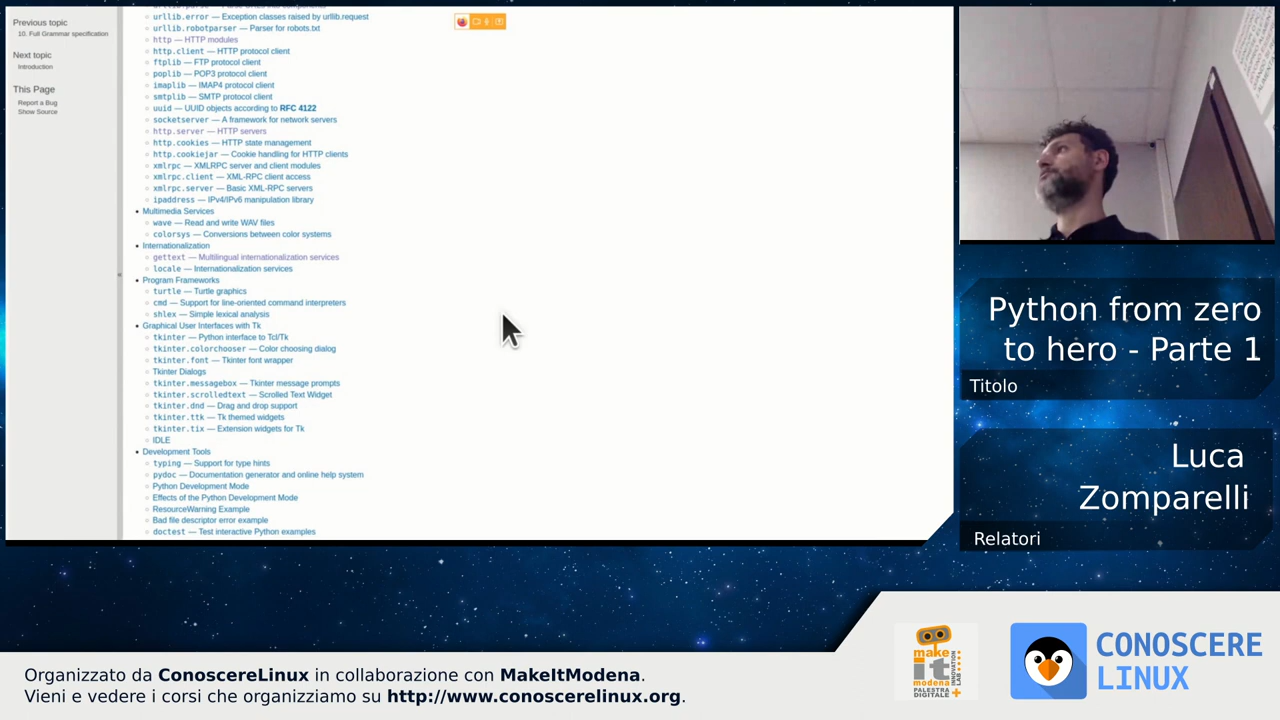 Previous topic
10. Full Grammar specification
Next topic
Introduction
This Page
Report a Bug
Show Source
urllib.error — Exception classes raised by urllib.request
urllib.robotparser — Parser for robots.txt
http — HTTP modules
http.client — HTTP protocol client
ftplib — FTP protocol client
poplib — POP3 protocol client
imaplib — IMAP4 protocol client
smtplib — SMTP protocol client
uuid — UUID objects according to RFC 4122
socketserver — A framework for network servers
http.server — HTTP servers
http.cookies — HTTP state management
http.cookiejar — Cookie handling for HTTP clients
xmlrpc — XMLRPC server and client modules
xmlrpc.client — XML-RPC client access
xmlrpc.server — Basic XML-RPC servers
ipaddress — IPv4/IPv6 manipulation library
Multimedia Services
wave — Read and write WAV files
colorsys — Conversions between color systems
Internationalization
gettext — Multilingual internationalization services
locale — Internationalization services
Program Frameworks
turtle — Turtle graphics
cmd — Support for line-oriented command interpreters
shlex — Simple lexical analysis
Graphical User Interfaces with Tk
tkinter — Python interface to Tcl/Tk
tkinter.colorchooser — Color choosing dialog
tkinter.font — Tkinter font wrapper
Tkinter Dialogs
tkinter.messagebox — Tkinter message prompts
tkinter.scrolledtext — Scrolled Text Widget
tkinter.dnd — Drag and drop support
tkinter.ttk — Tk themed widgets
tkinter.tix — Extension widgets for Tk
IDLE
Development Tools
typing — Support for type hints
pydoc — Documentation generator and online help system
Python Development Mode
Effects of the Python Development Mode
ResourceWarning Example
Bad file descriptor error example
doctest — Test interactive Python examples
Python from zero
to hero - Parte 1
Titolo
Luca
Zomparelli
Relatori
make
it
modena
PALESTRA
DIGITALE
INNOVATION
LAB
CONOSCERE
LINUX
Organizzato da ConoscereLinux in collaborazione con MakeItModena.
Vieni e vedere i corsi che organizziamo su http://www.conoscerelinux.org.